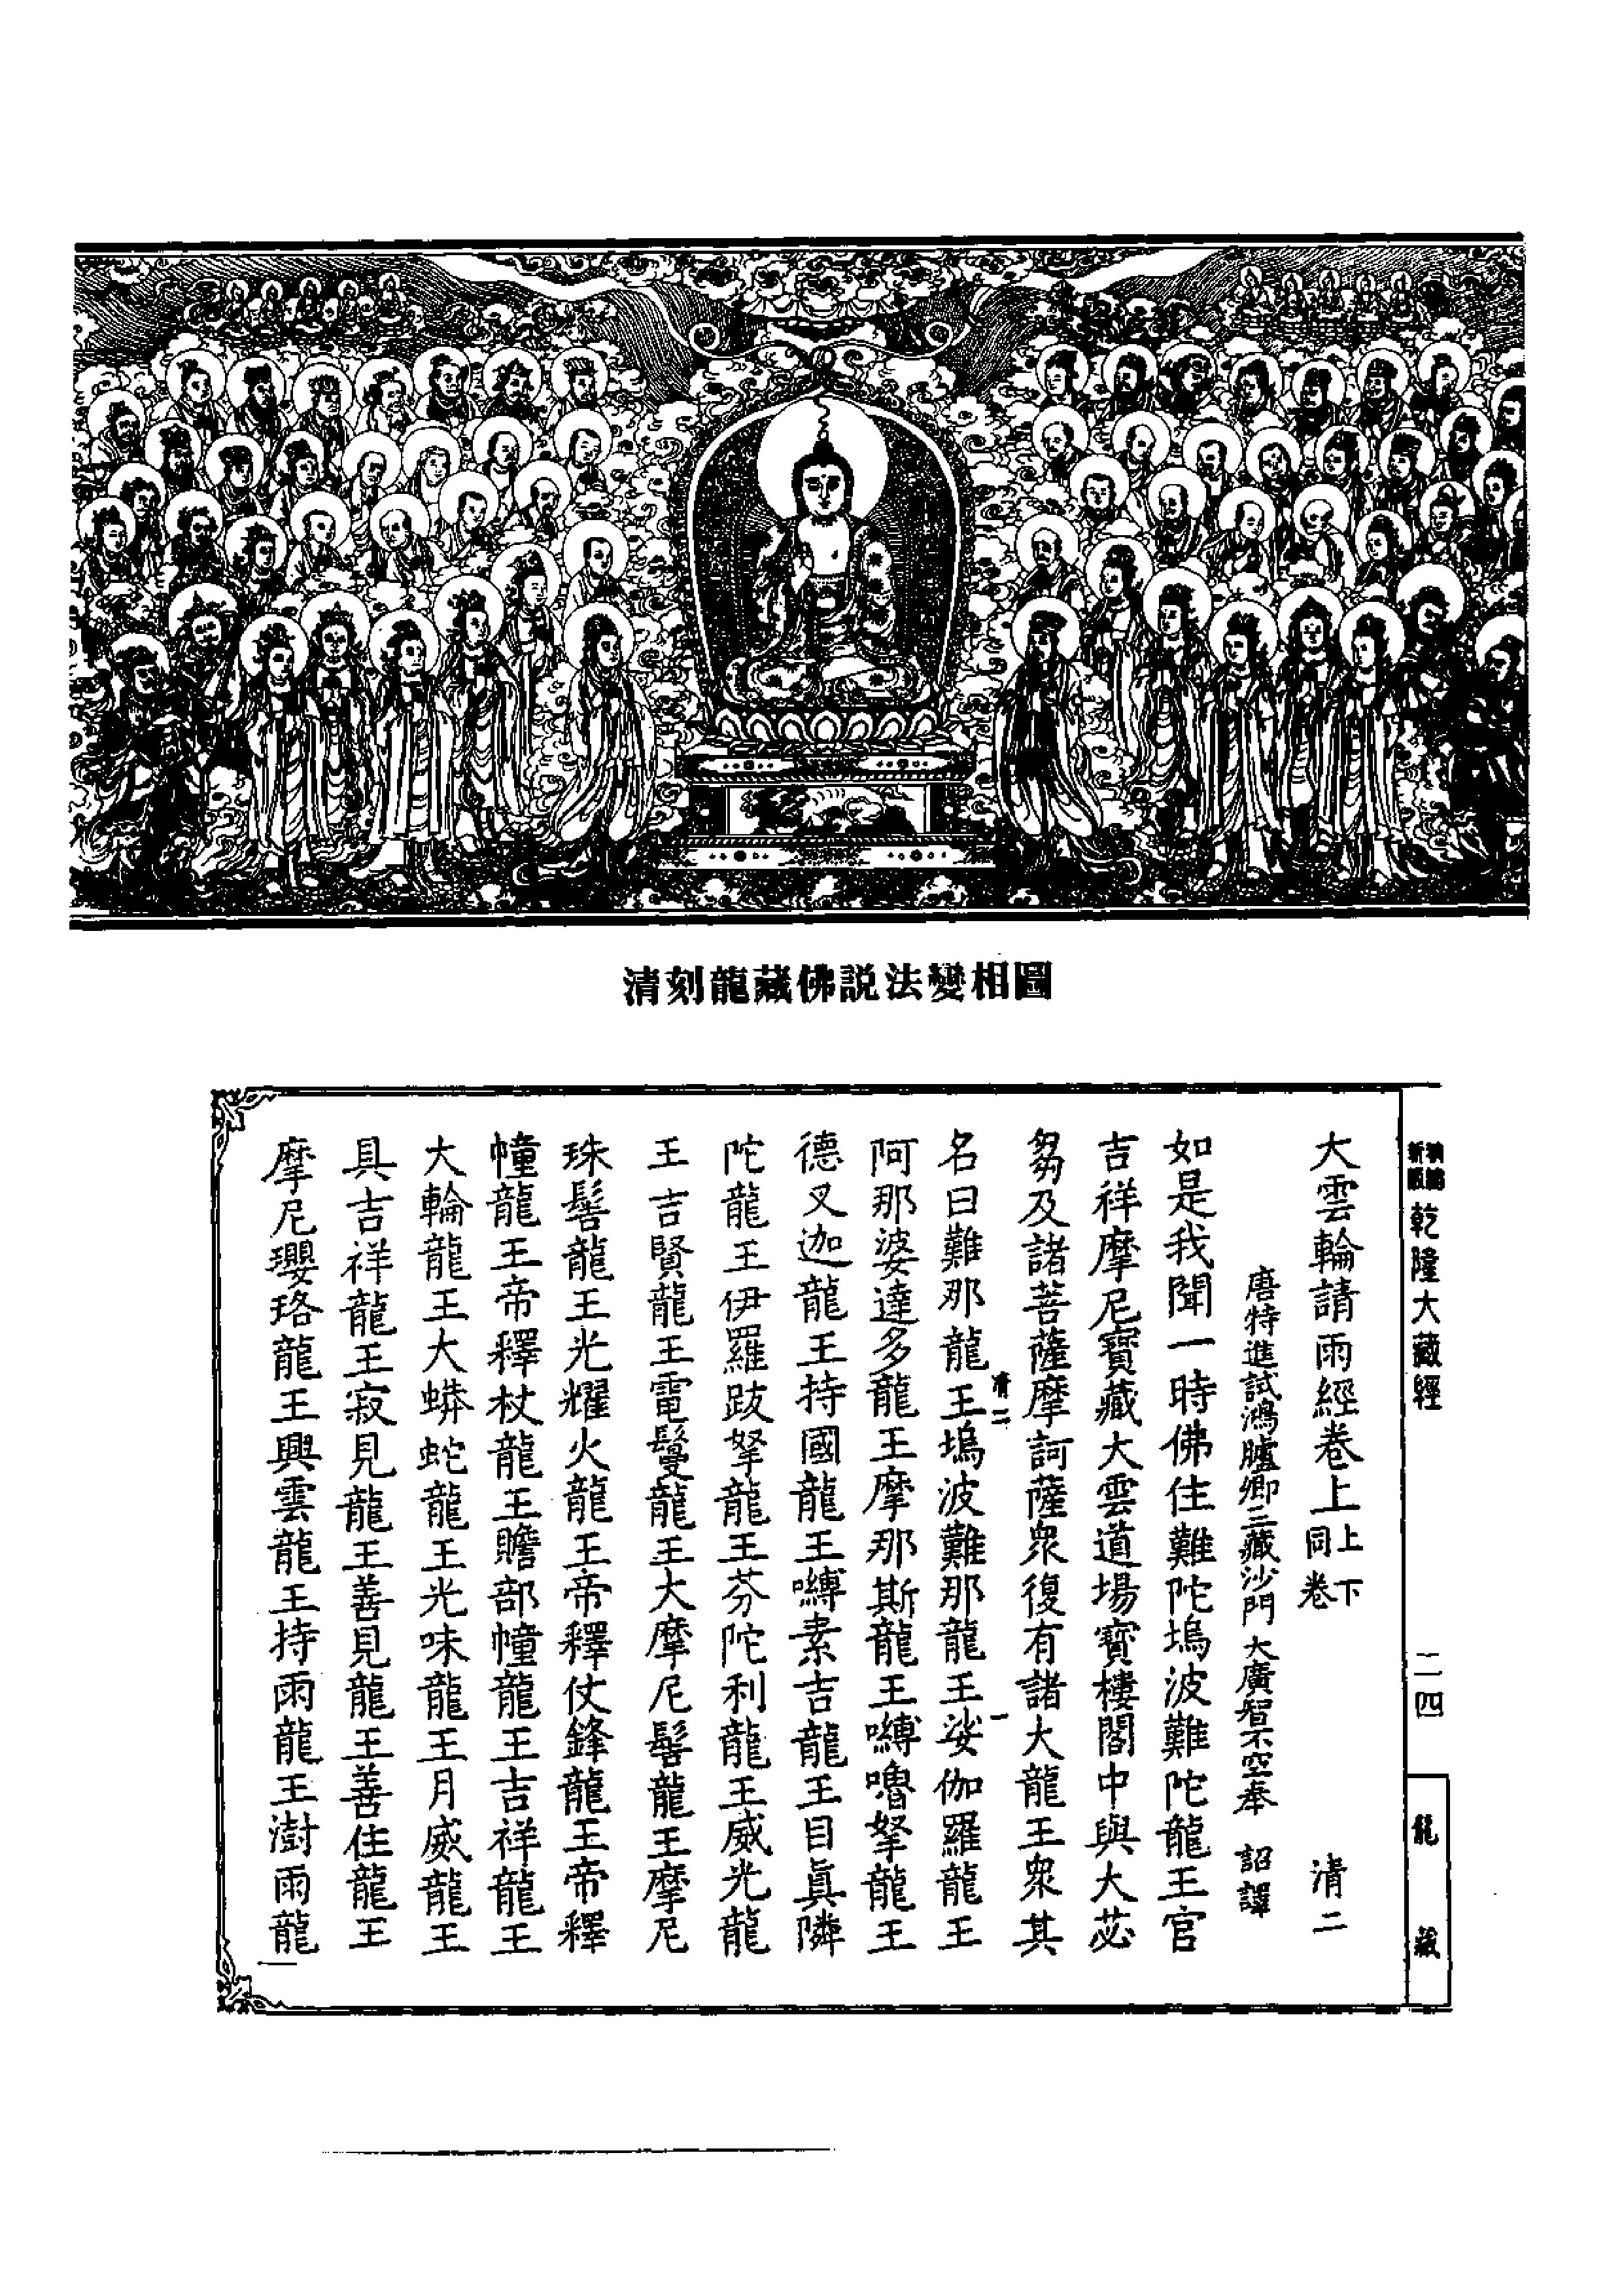 清刻龍藏佛説法變相圖
乾隆大藏經
二四
龍藏
大雲輪請雨經卷上 上下同卷 清二
唐特進試鴻臚卿三藏沙門大廣智不空奉 詔譯
如是我聞一時佛住難陀塢波難陀龍王宮
吉祥摩尼寶藏大雲道場寶樓閣中與大苾
芻及諸菩薩摩訶薩眾復有諸大龍王眾其
清二 一
名曰難那龍王塢波難那龍王娑伽羅龍王
阿那婆達多龍王摩那斯龍王嚩嚕拏龍王
德叉迦龍王持國龍王嚩素吉龍王目眞隣
陀龍王伊羅跋拏龍王芬陀利龍王威光龍
王吉賢龍王電鬘龍王大摩尼髻龍王摩尼
珠髻龍王光耀火龍王帝釋仗鋒龍王帝釋
幢龍王帝釋杖龍王贍部幢龍王吉祥龍王
大輪龍王大蟒蛇龍王光味龍王月威龍王
具吉祥龍王寂見龍王善見龍王善住龍王
摩尼瓔珞龍王興雲龍王持雨龍王澍雨龍
一